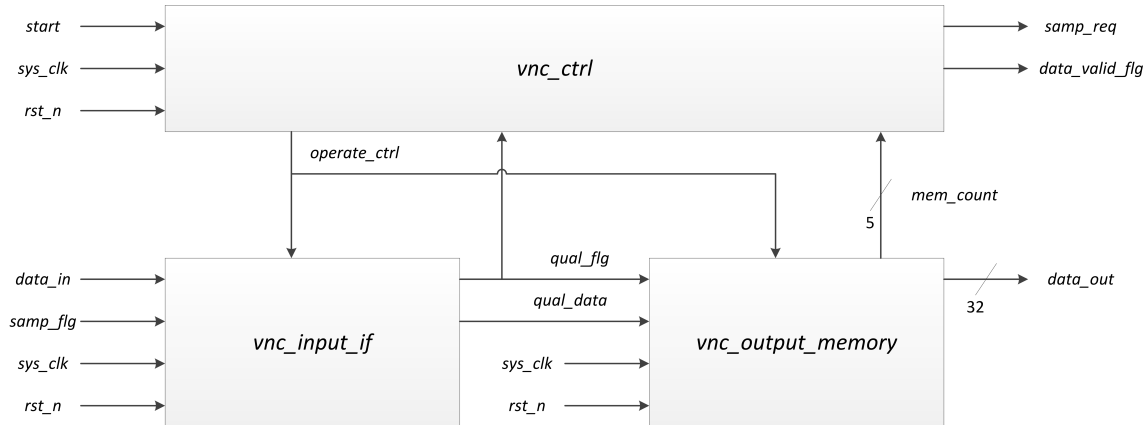 start
samp_req
vnc_ctrl
sys_clk
data_valid_flg
rst_n
operate_ctrl
mem_count
5
data_in
qual_flg
data_out
qual_data
32
samp_flg
vnc_input_if
vnc_output_memory
sys_clk
sys_clk
rst_n
rst_n